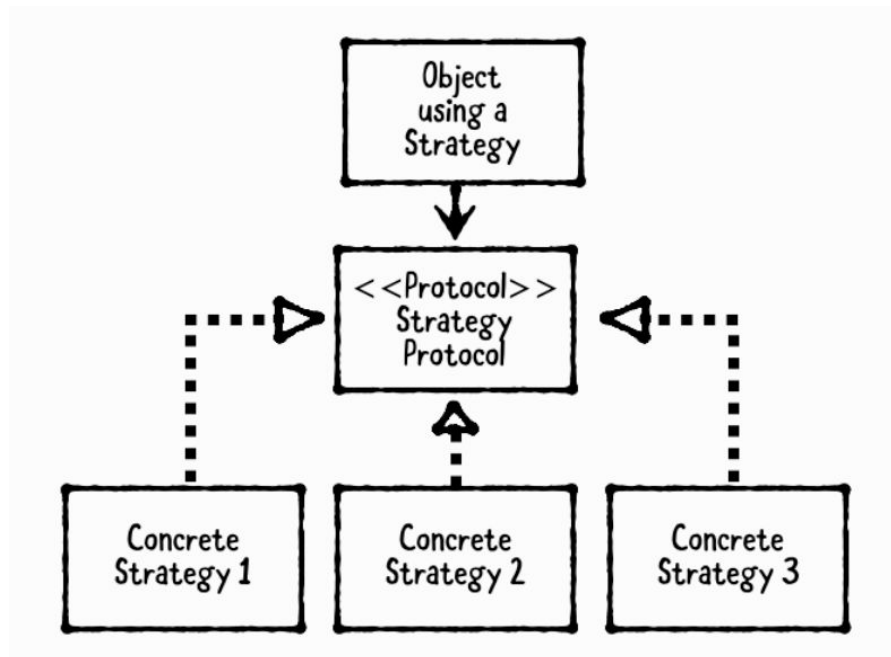 Object
using a
Strategy
<<Protocol>>
Strategy
Protocol
Concrete
Strategy 1
Concrete
Strategy 2
Concrete
Strategy 3